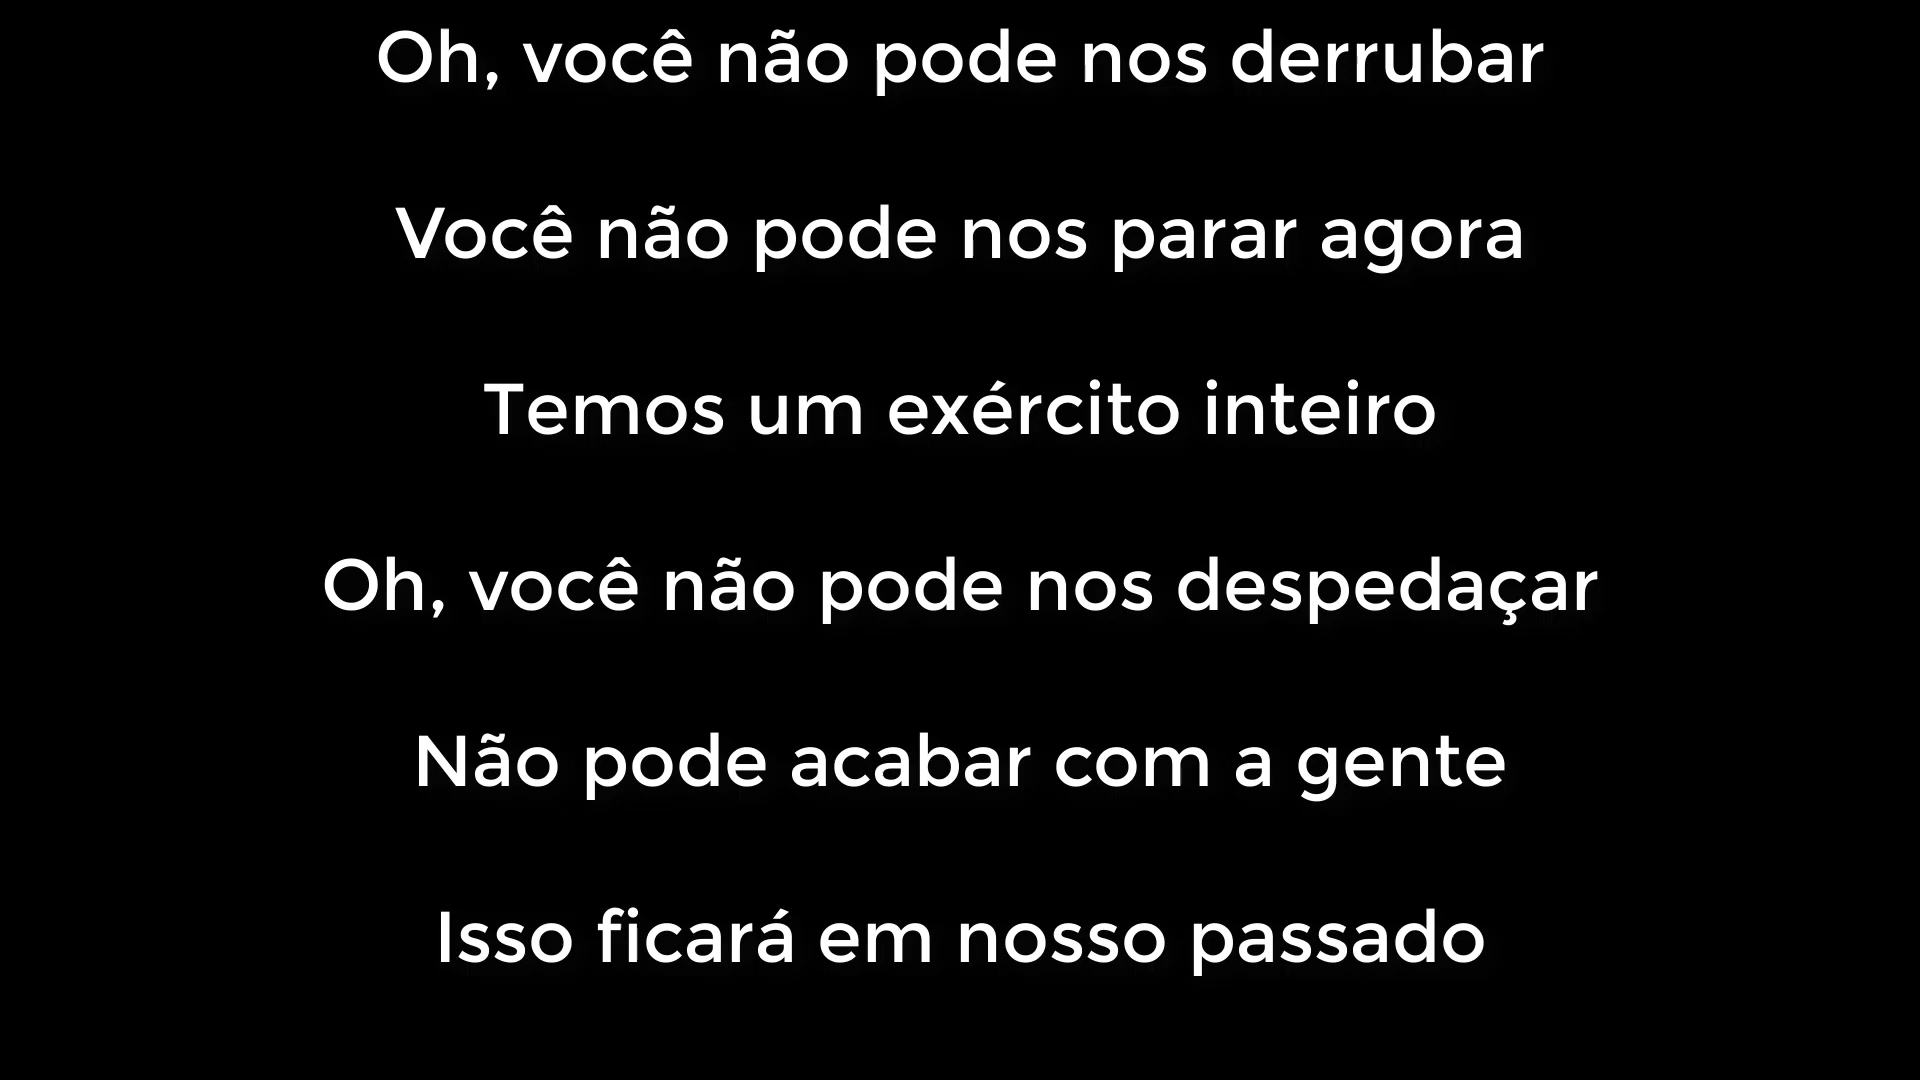 Oh, você não pode nos derrubar
Você não pode nos parar agora
Temos um exército inteiro
Oh, você não pode nos despedaçar
Não pode acabar com a gente
Isso ficará em nosso passado